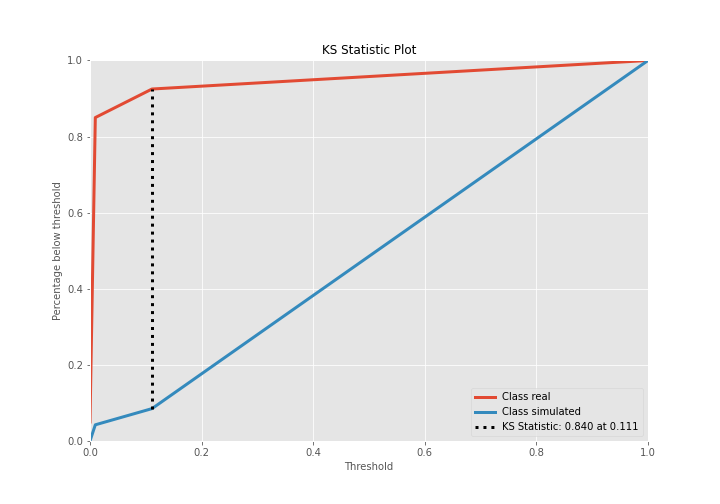 KS Statistic Plot
1.0
0.8
0.6
0.4
0.2
0.0
Percentage below threshold
0.0 0.2 0.4 0.6 0.8 1.0
Threshold
Class real
Class simulated
KS Statistic: 0.840 at 0.111